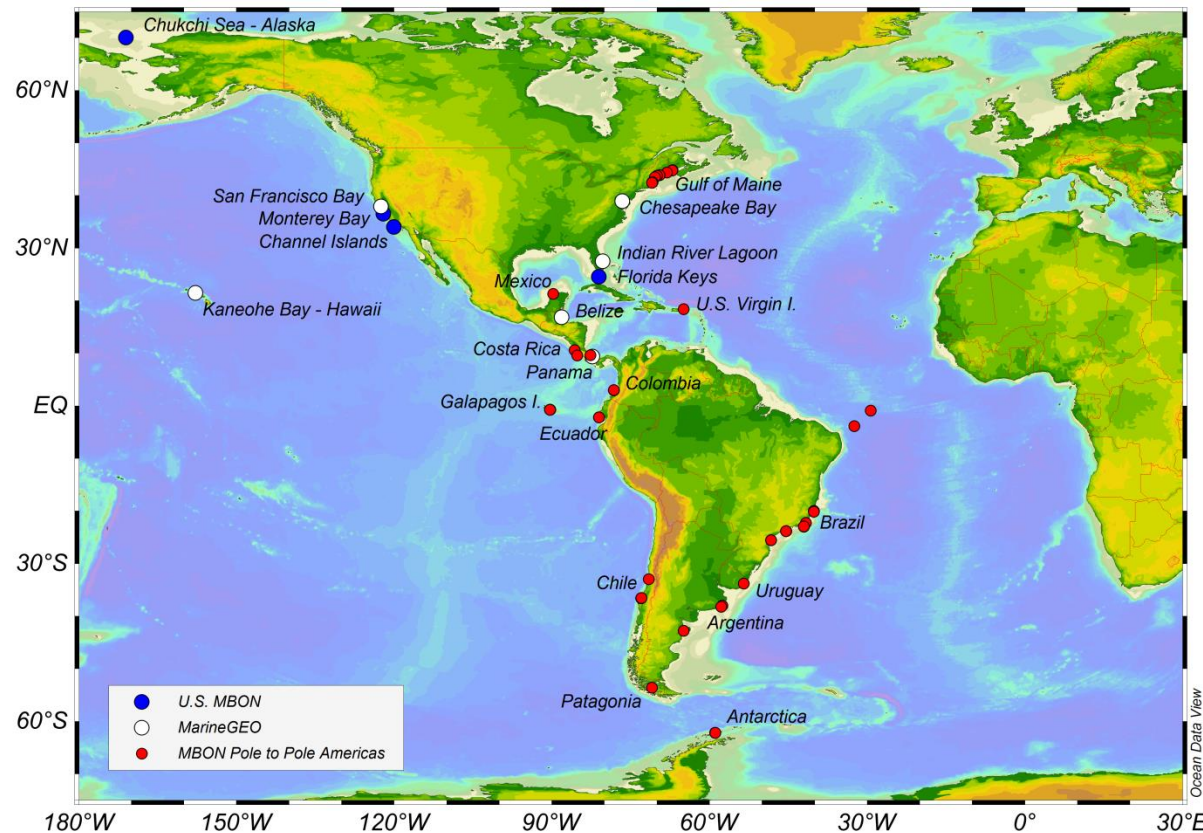 Chukchi Sea - Alaska
60°N
Gulf of Maine
San Francisco Bay
Chesapeake Bay
Monterey Bay
Channel Islands
30°N
Indian River Lagoon
Florida Keys
Mexico
Kaneohe Bay - Hawaii
Belize
U.S. Virgin I.
Costa Rica
Panama
Colombia
Galapagos I.
EQ
Ecuador
Brazil
30°S
Chile
Uruguay
Argentina
Patagonia
U.S. MBON
MarineGEO
MBON Pole to Pole Americas
60°S
Antarctica
Ocean Data View
180°W
150°W
120°W
90°W
60°W
30°W
0°
30°E